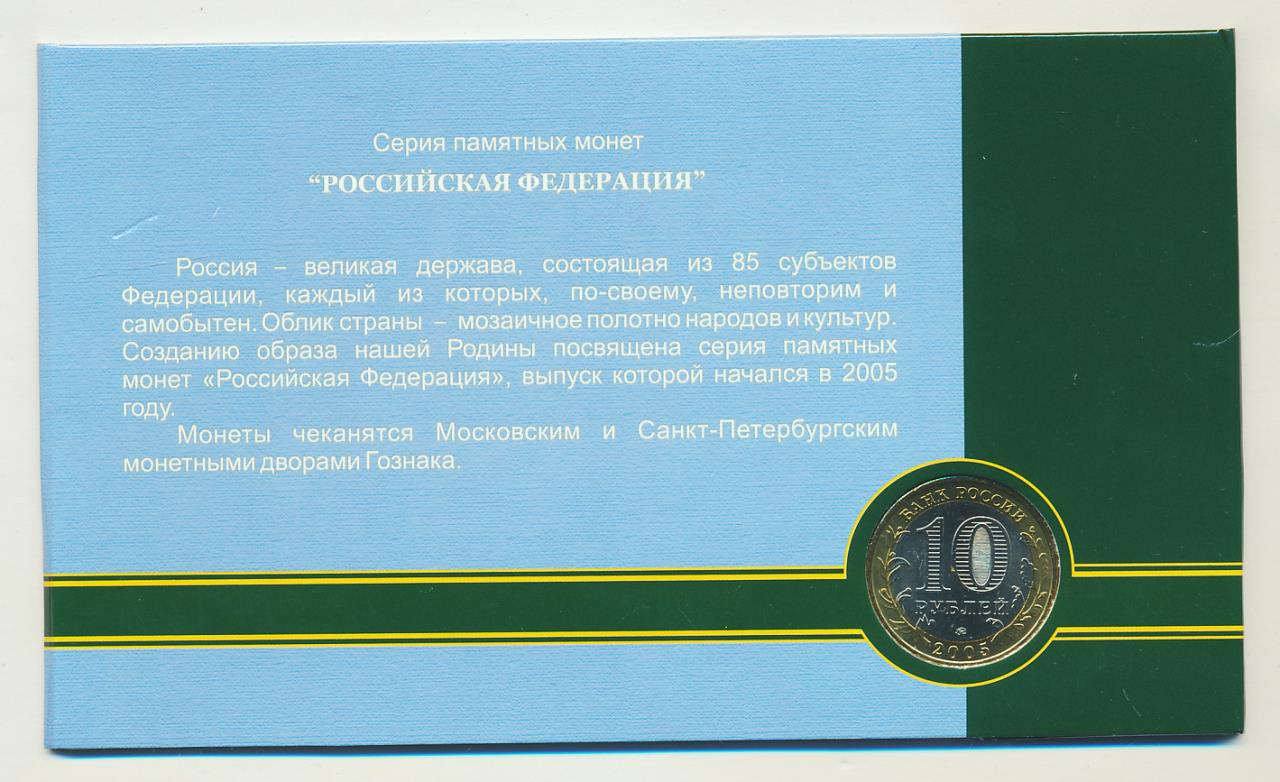 Серия памятных монет
“РОССИЙСКАЯ ФЕДЕРАЦИЯ”
Россия – великая держава, состоящая из 85 субъектов
Федерации, каждый из которых, по-своему, неповторим и
самобытен. Облик страны – мозаичное полотно народов и культур.
Созданию образа нашей Родины посвящена серия памятных
монет «Российская Федерация», выпуск которой начался в 2005
году.
Монеты чеканятся Московским и Санкт-Петербургским
монетными дворами Гознака.
БАНК РОССИИ
10
РУБЛЕЙ
2005